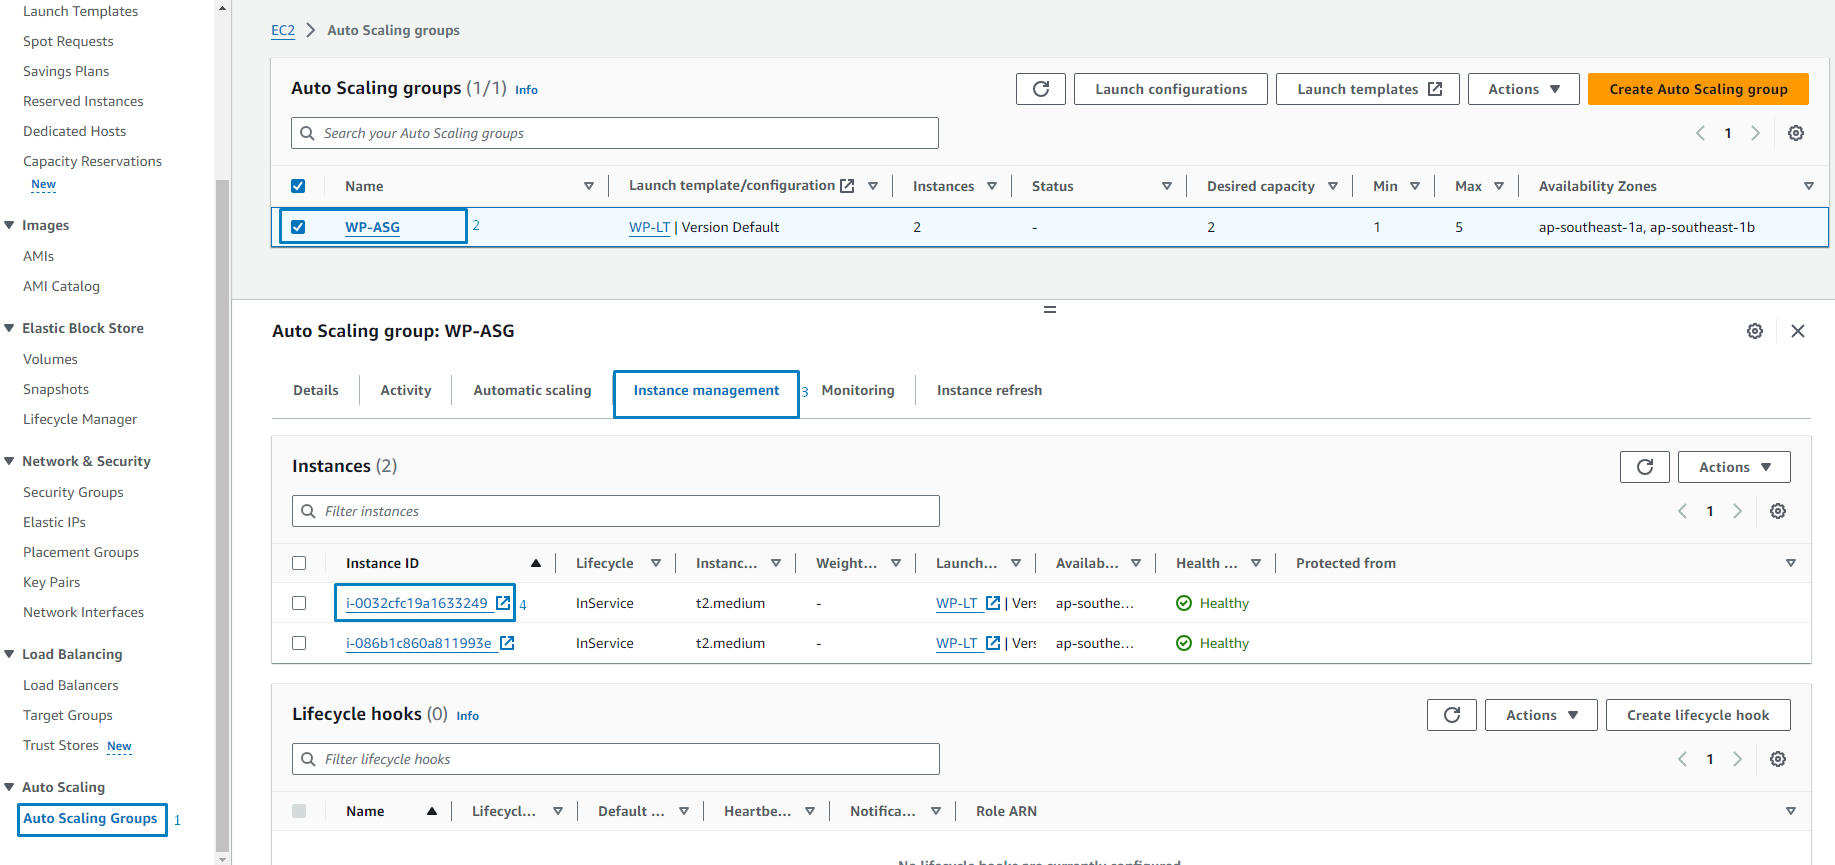 Launch Templates
Spot Requests
Savings Plans
Reserved Instances
Dedicated Hosts
Capacity Reservations
New
Images
AMIs
AMI Catalog
Elastic Block Store
Volumes
Snapshots
Lifecycle Manager
Network & Security
Security Groups
Elastic IPs
Placement Groups
Key Pairs
Network Interfaces
Load Balancing
Load Balancers
Target Groups
Trust Stores New
Auto Scaling
Auto Scaling Groups 1
EC2 Auto Scaling groups
Auto Scaling groups (1/1) Info Launch configurations Launch templates Actions Create Auto Scaling group
Search your Auto Scaling groups 1
Name Launch template/configuration Instances Status Desired capacity Min Max Availability Zones
WP-ASG 2 WP-LT | Version Default 2 - 2 1 5 ap-southeast-1a, ap-southeast-1b
Auto Scaling group: WP-ASG
Details Activity Automatic scaling Instance management 3 Monitoring Instance refresh
Instances (2) Actions
Filter instances 1
Instance ID Lifecycle Instanc... Weight... Launch... Availab... Health ... Protected from
i-0032cfc19a1633249 4 InService t2.medium - WP-LT | Vers ap-southe... Healthy
i-086b1c860a811993e InService t2.medium - WP-LT | Vers ap-southe... Healthy
Lifecycle hooks (0) Info Actions Create lifecycle hook
Filter lifecycle hooks 1
Name Lifecycl... Default ... Heartbe... Notifica... Role ARN
No lifecycle hooks are currently configured